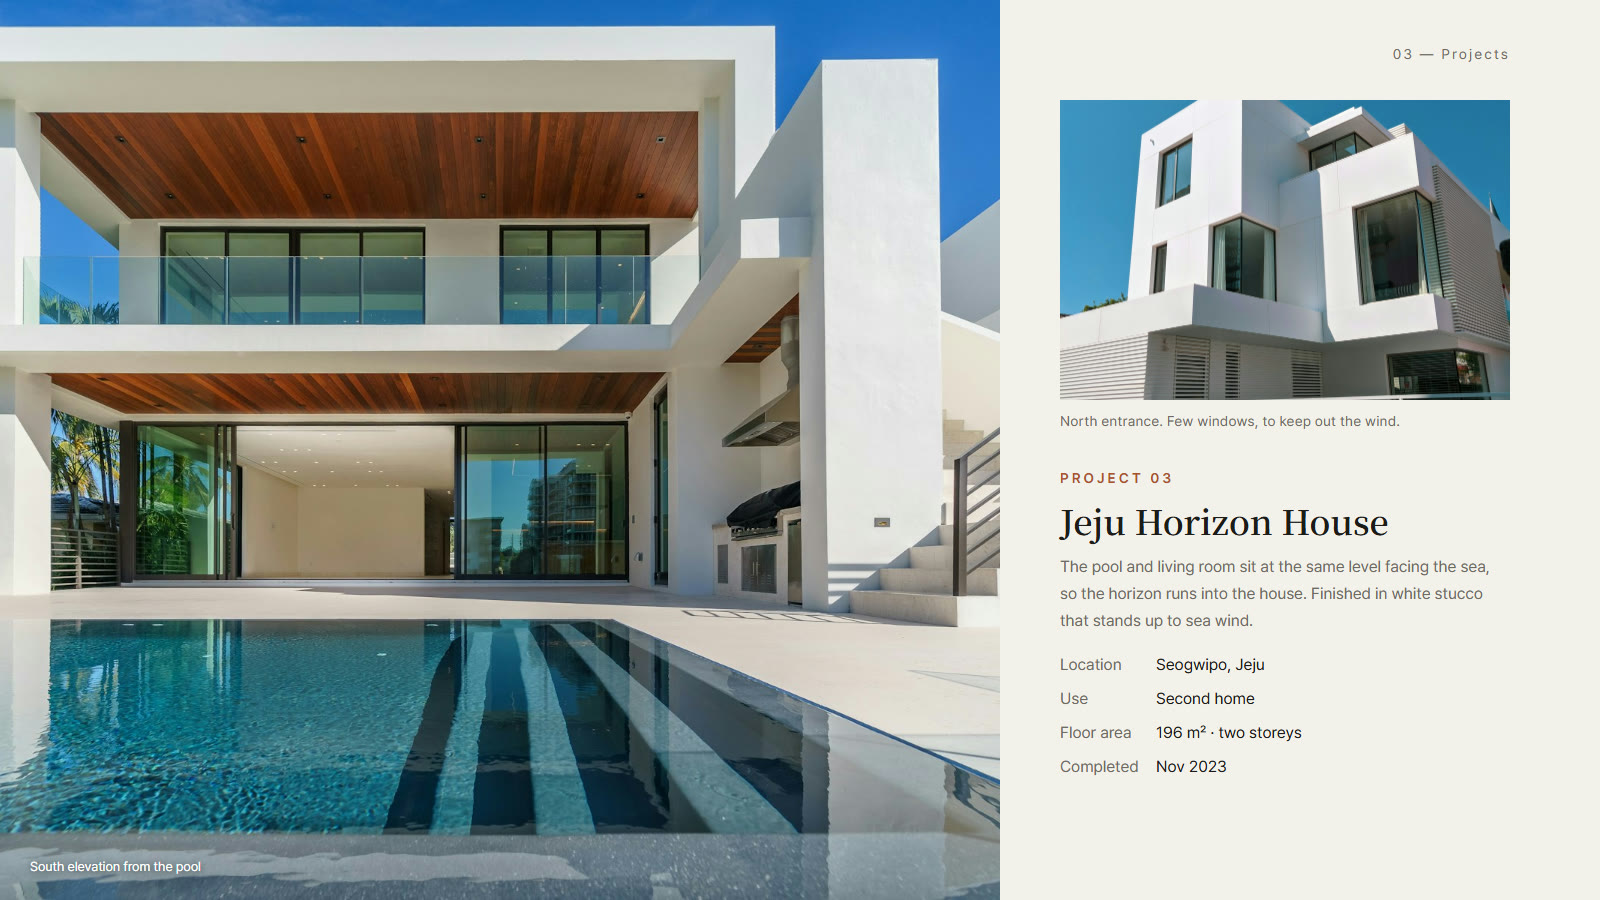 03 — Projects
North entrance. Few windows, to keep out the wind.
PROJECT 03
Jeju Horizon House
The pool and living room sit at the same level facing the sea,
so the horizon runs into the house. Finished in white stucco
that stands up to sea wind.
Location Seogwipo, Jeju
Use Second home
Floor area 196 m² · two storeys
Completed Nov 2023
South elevation from the pool